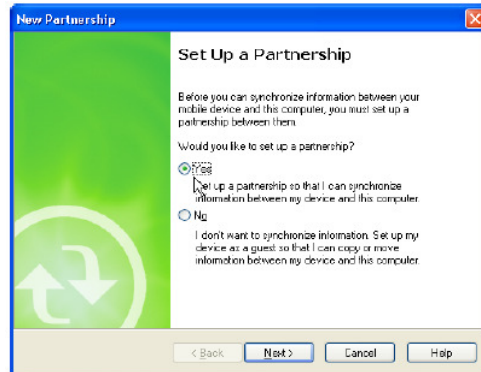 New Partnership
Set Up a Partnership
Before you can synchronize information between your
mobile device and this computer, you must set up a
partnership between them.
Would you like to set up a partnership?
Yes
Set up a partnership so that I can synchronize
information between my device and this computer.
No
I don't want to synchronize information. Set up my
device as a guest so that I can copy or move
information between my device and this computer.
< Back
Next >
Cancel
Help